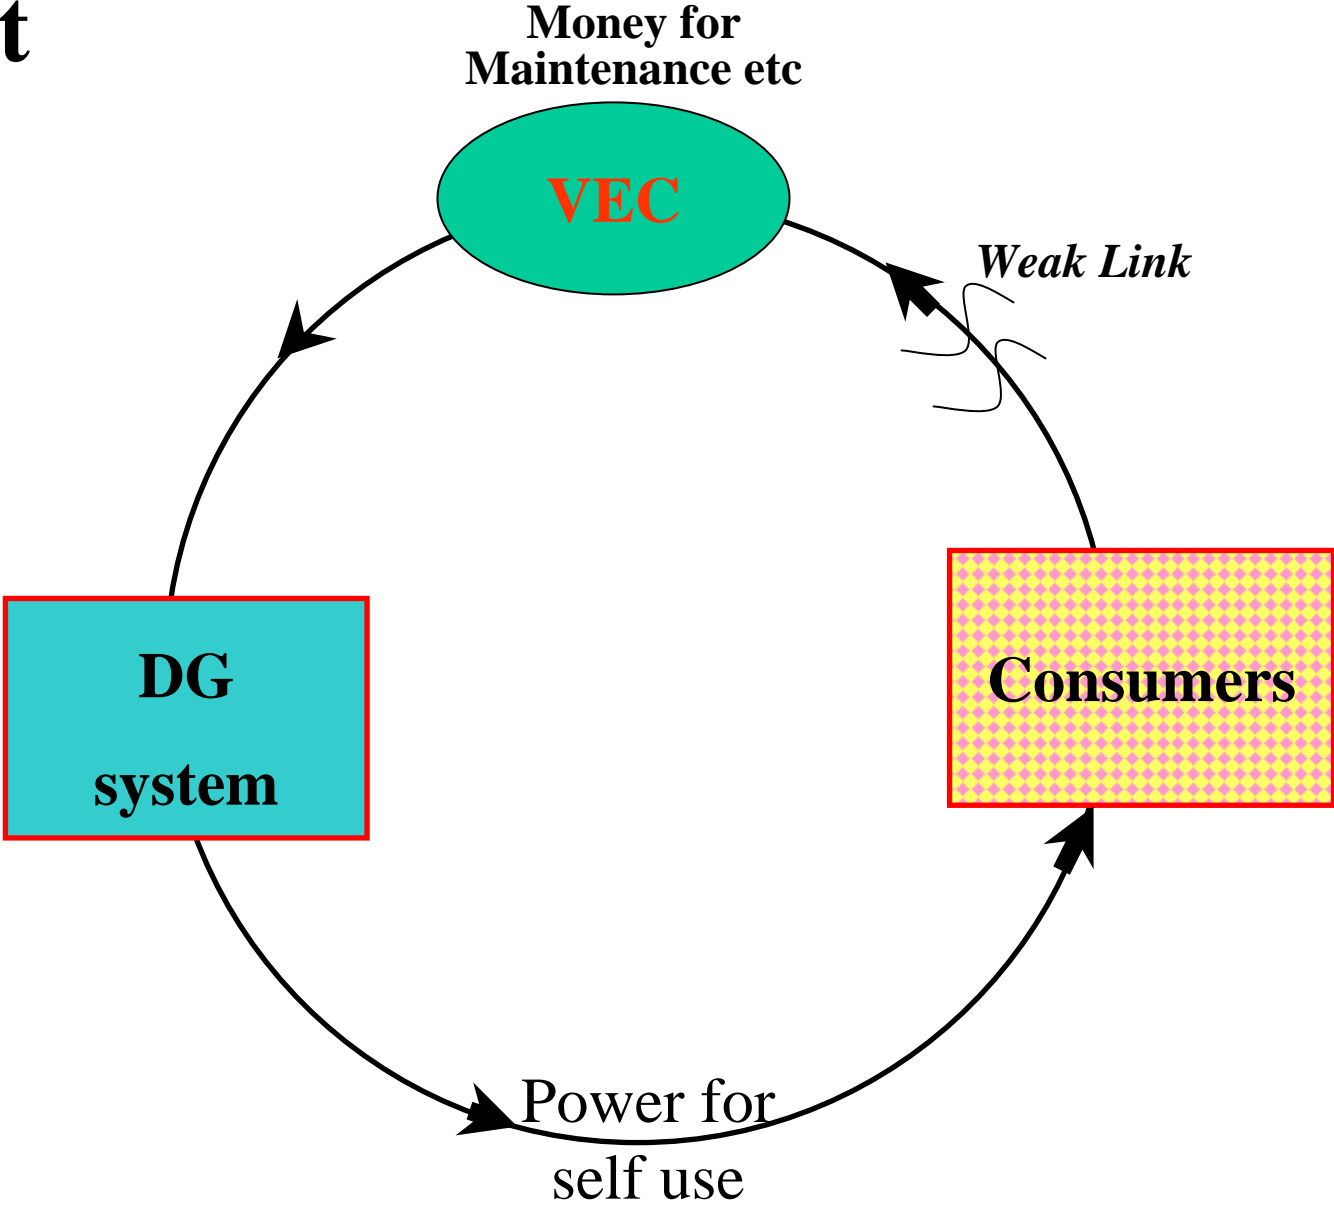 t
Money for
Maintenance etc
VEC
Weak Link
DG
system
Consumers
Power for
self use